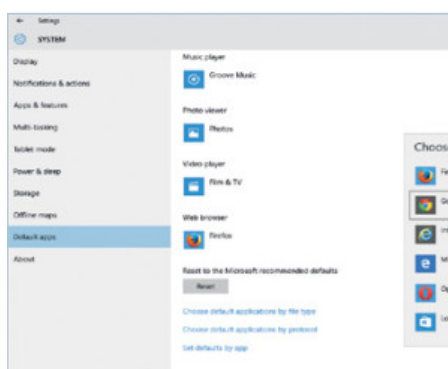 Settings
SYSTEM
Display
Notifications & actions
Apps & features
Multi-tasking
Tablet mode
Power & sleep
Storage
Offline maps
Default apps
About
Music player
Groove Music
Photo viewer
Photos
Video player
Film & TV
Web browser
Firefox
Reset to the Microsoft recommended defaults
Reset
Choose default applications by file type
Choose default applications by protocol
Set defaults by app
Choos